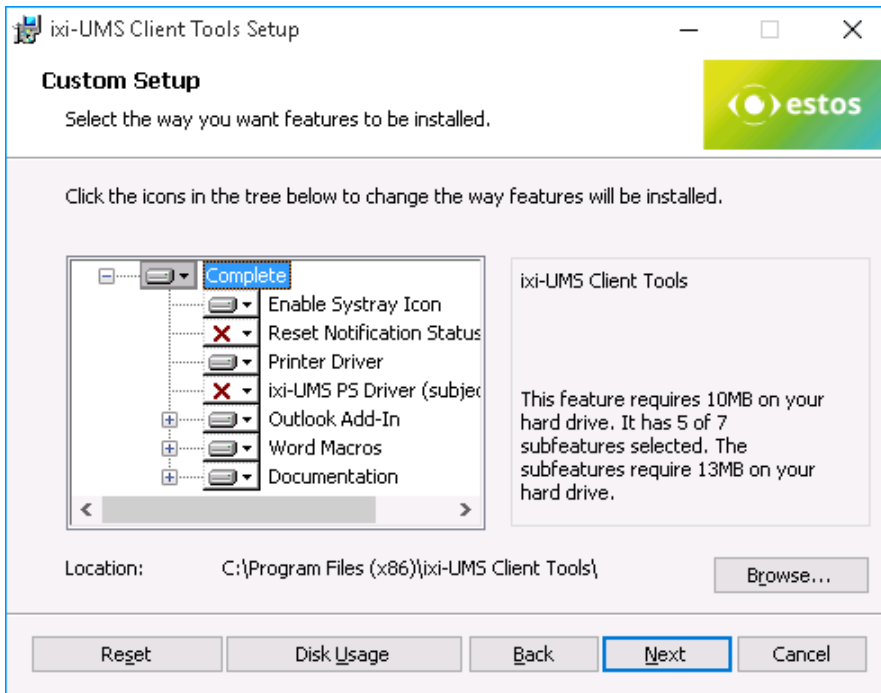 ixi-UMS Client Tools Setup
Custom Setup
Select the way you want features to be installed.
estos
Click the icons in the tree below to change the way features will be installed.
Complete
Enable Systray Icon
Reset Notification Status
Printer Driver
ixi-UMS PS Driver (subjec
Outlook Add-In
Word Macros
Documentation
ixi-UMS Client Tools
This feature requires 10MB on your
hard drive. It has 5 of 7
subfeatures selected. The
subfeatures require 13MB on your
hard drive.
Location: C:\Program Files (x86)\ixi-UMS Client Tools\
Browse...
Reset Disk Usage Back Next Cancel